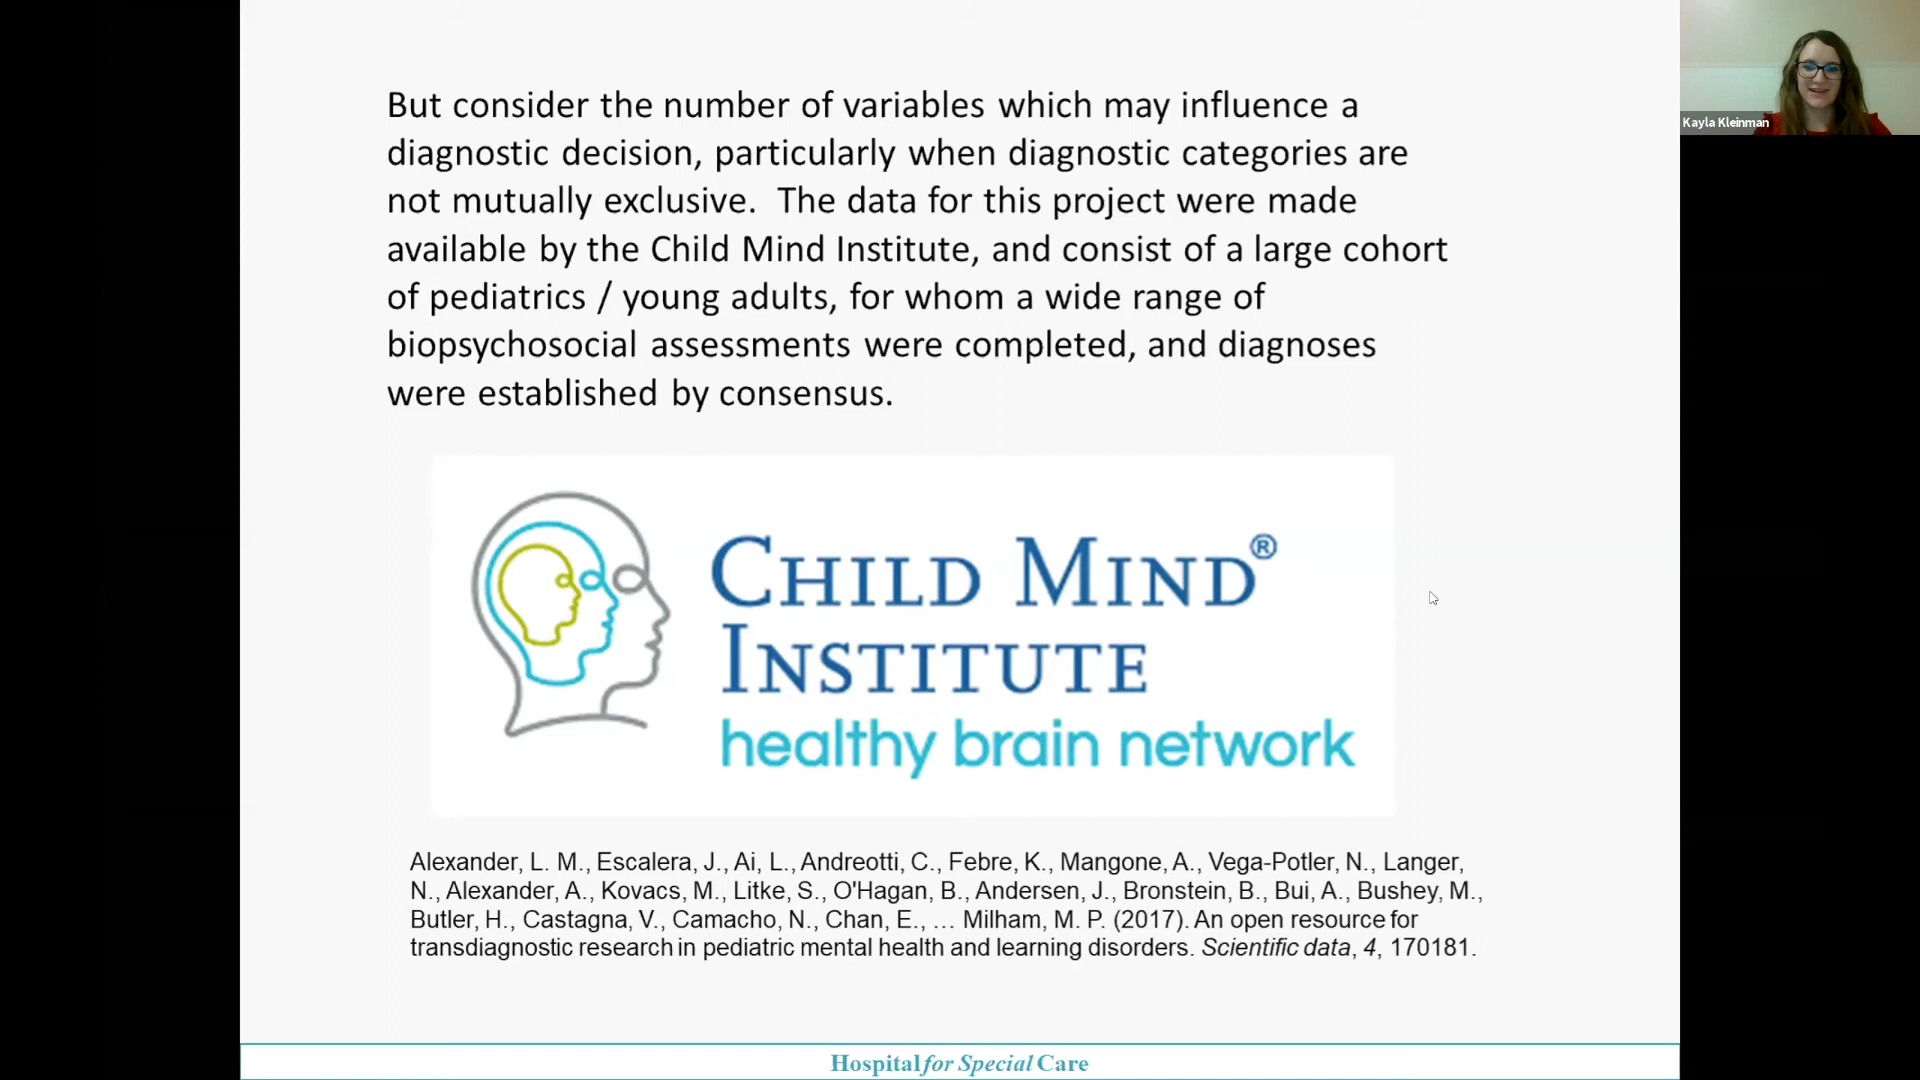 But consider the number of variables which may influence a
diagnostic decision, particularly when diagnostic categories are
not mutually exclusive.  The data for this project were made
available by the Child Mind Institute, and consist of a large cohort
of pediatrics / young adults, for whom a wide range of
biopsychosocial assessments were completed, and diagnoses
were established by consensus.
CHILD MIND®
INSTITUTE
healthy brain network
Alexander, L. M., Escalera, J., Ai, L., Andreotti, C., Febre, K., Mangone, A., Vega-Potler, N., Langer,
N., Alexander, A., Kovacs, M., Litke, S., O'Hagan, B., Andersen, J., Bronstein, B., Bui, A., Bushey, M.,
Butler, H., Castagna, V., Camacho, N., Chan, E., … Milham, M. P. (2017). An open resource for
transdiagnostic research in pediatric mental health and learning disorders. Scientific data, 4, 170181.
Hospital for Special Care
Kayla Kleinman